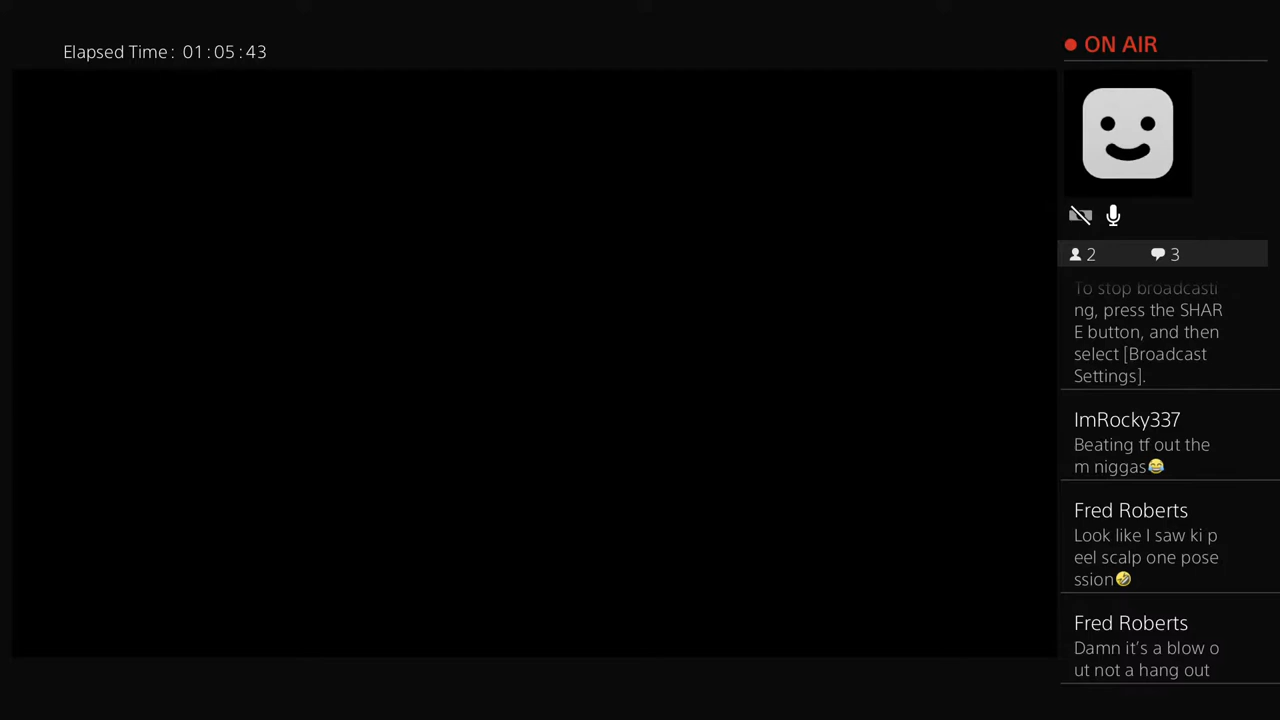 Elapsed Time: 01:05:43
ON AIR
2 3
To stop broadcasti
ng, press the SHAR
E button, and then
select [Broadcast
Settings].
ImRocky337
Beating tf out the
m niggas😂
Fred Roberts
Look like I saw ki p
eel scalp one pose
ssion🤣
Fred Roberts
Damn it’s a blow o
ut not a hang out